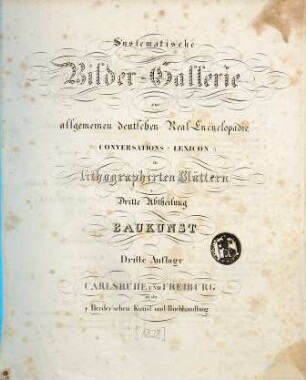 Systematische
Bilder-Gallerie
zur
allgemeinen deutschen Real-Encyclopädie
(CONVERSATIONS-LEXICON)
in
lithographirten Blättern
Dritte Abtheilung
BAUKUNST
Dritte Auflage
CARLSRUHE UND FREIBURG
in der
Herder'schen Kunst und Buchhandlung